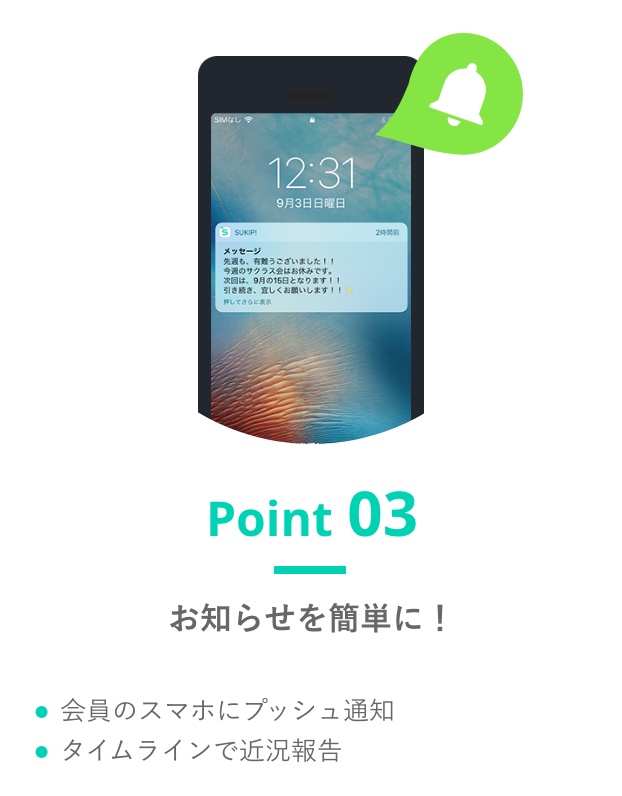 SIMなし
12:31
9月3日日曜日
SUKIP! 2時間前
メッセージ
先週も、有難うございました！！
今週のサクラス会はお休みです。
次回は、9月の15日となります！！
引き続き、宜しくお願いします！！✨
押してさらに表示
Point 03
お知らせを簡単に！
会員のスマホにプッシュ通知
タイムラインで近況報告